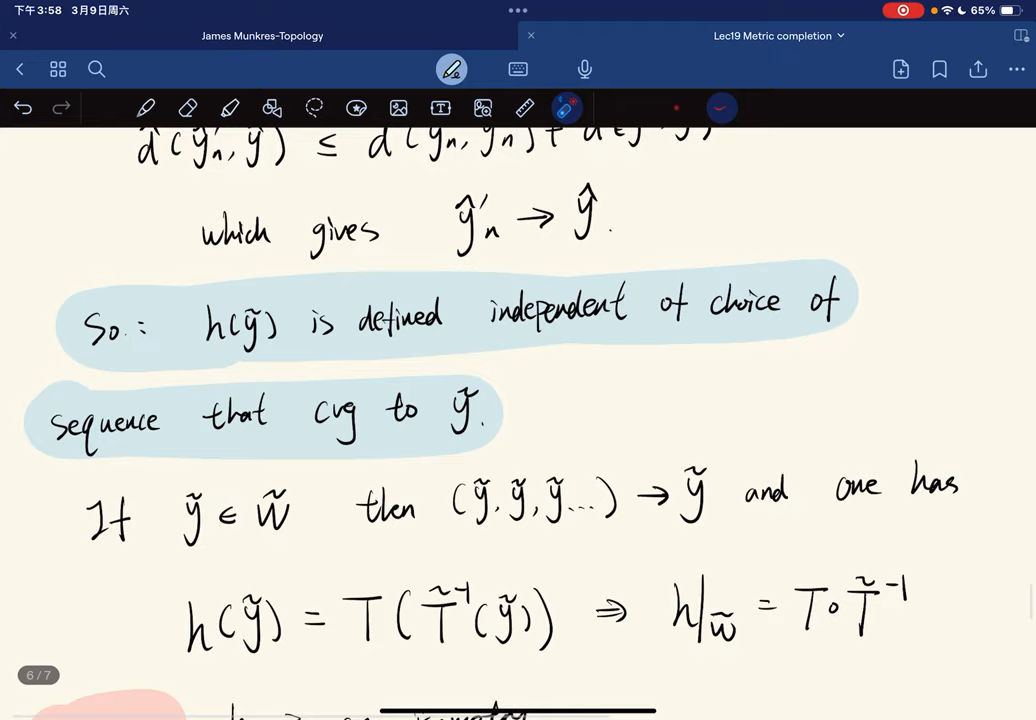 下午3:58 3月9日周六
65%
James Munkres-Topology
Lec19 Metric completion
which gives ŷ'ₙ → ŷ.
So: h(ỹ) is defined independent of choice of
sequence that cvg to ỹ.
If ỹ ∈ W̃ then (ỹ, ỹ, ỹ...) → ỹ and one has
h(ỹ) = T(T̃⁻¹(ỹ)) ⇒ h|_W̃ = T∘T̃⁻¹
6/7